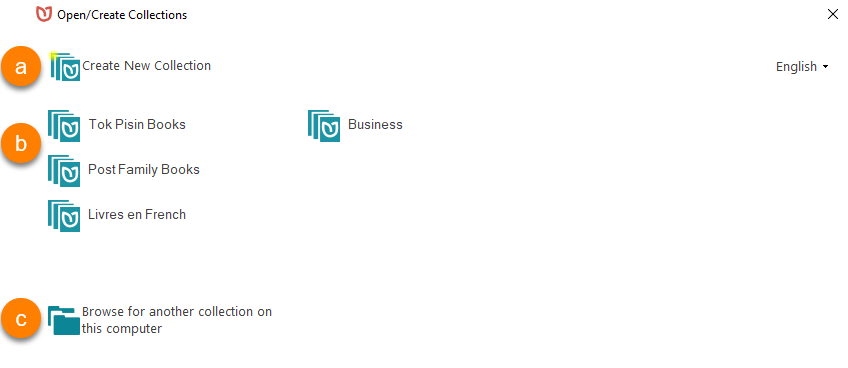 Open/Create Collections
a
Create New Collection
English
b
Tok Pisin Books
Business
Post Family Books
Livres en French
c
Browse for another collection on
this computer